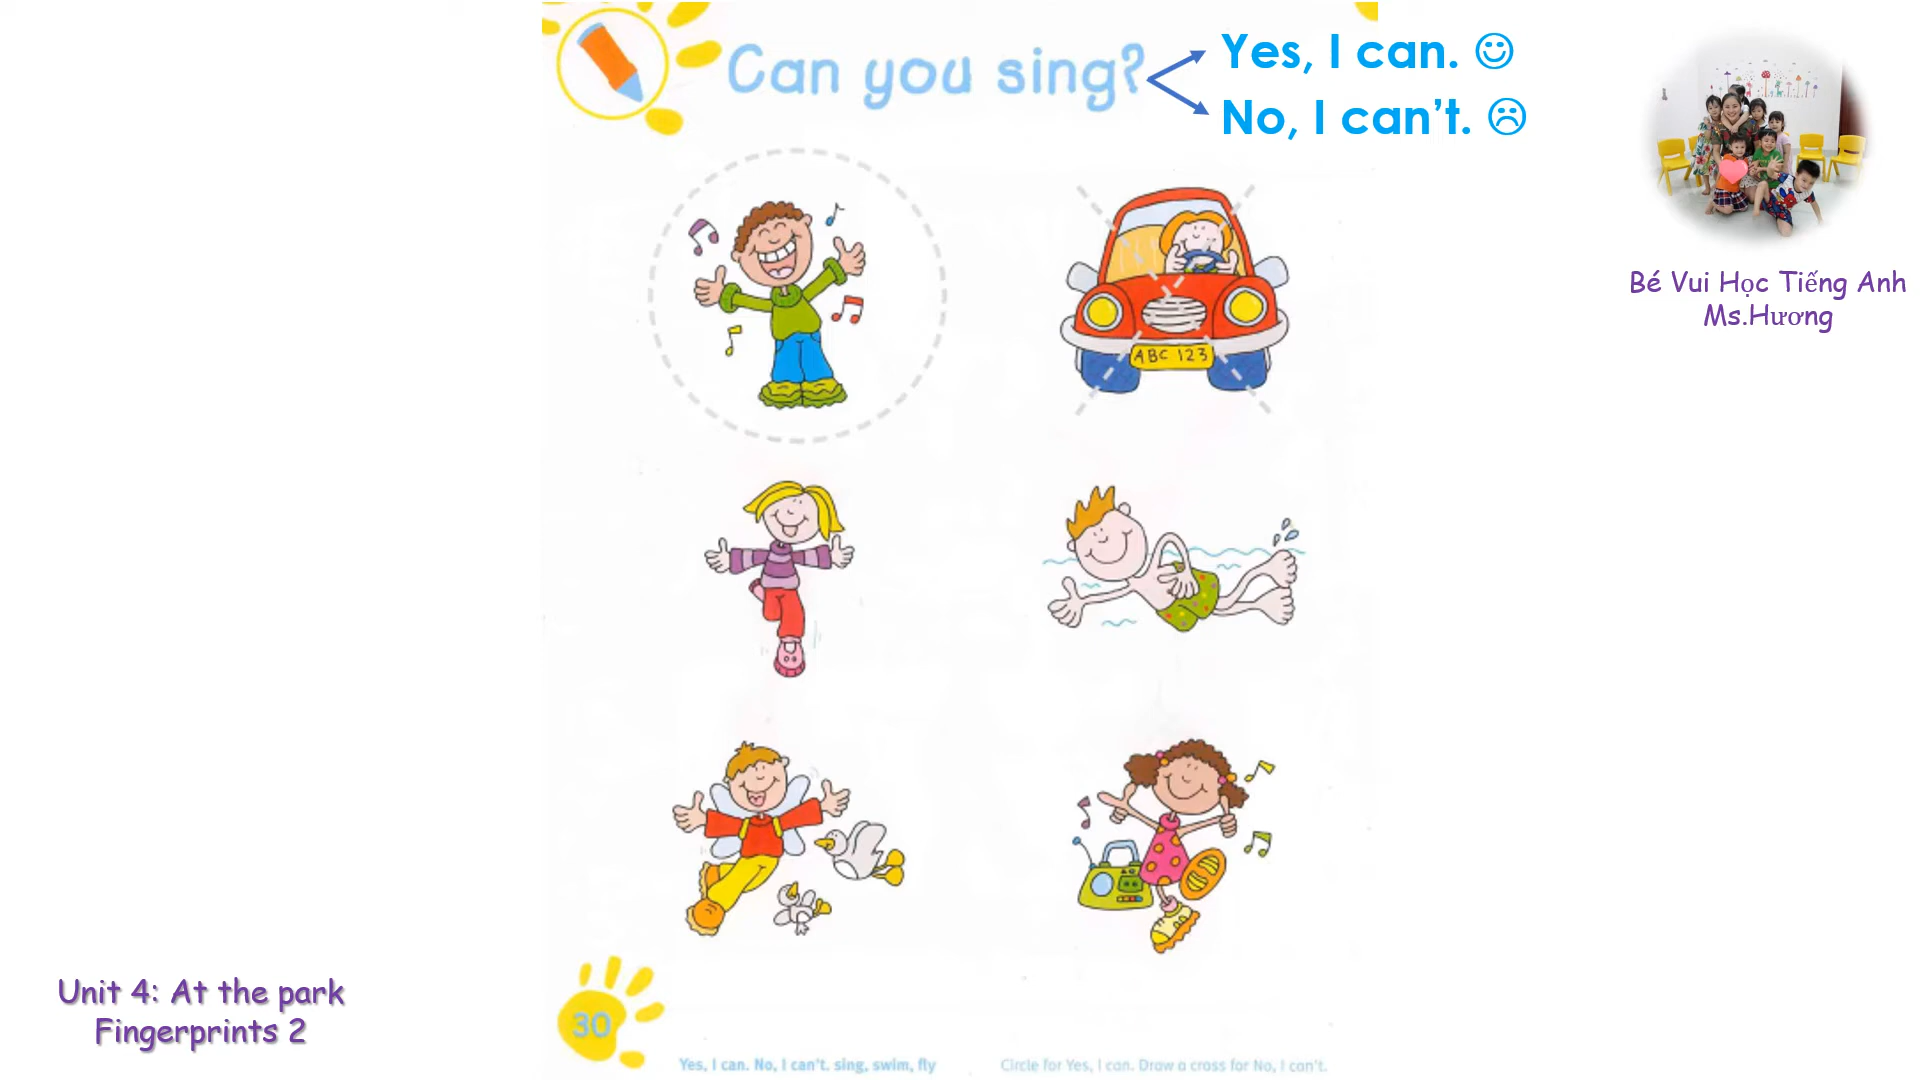 Can you sing?
Yes, I can. ☺
No, I can’t. ☹
Bé Vui Học Tiếng Anh
Ms.Hương
ABC 123
Unit 4: At the park
Fingerprints 2
30
Yes, I can. No, I can't. sing, swim, fly
Circle for Yes, I can. Draw a cross for No, I can't.